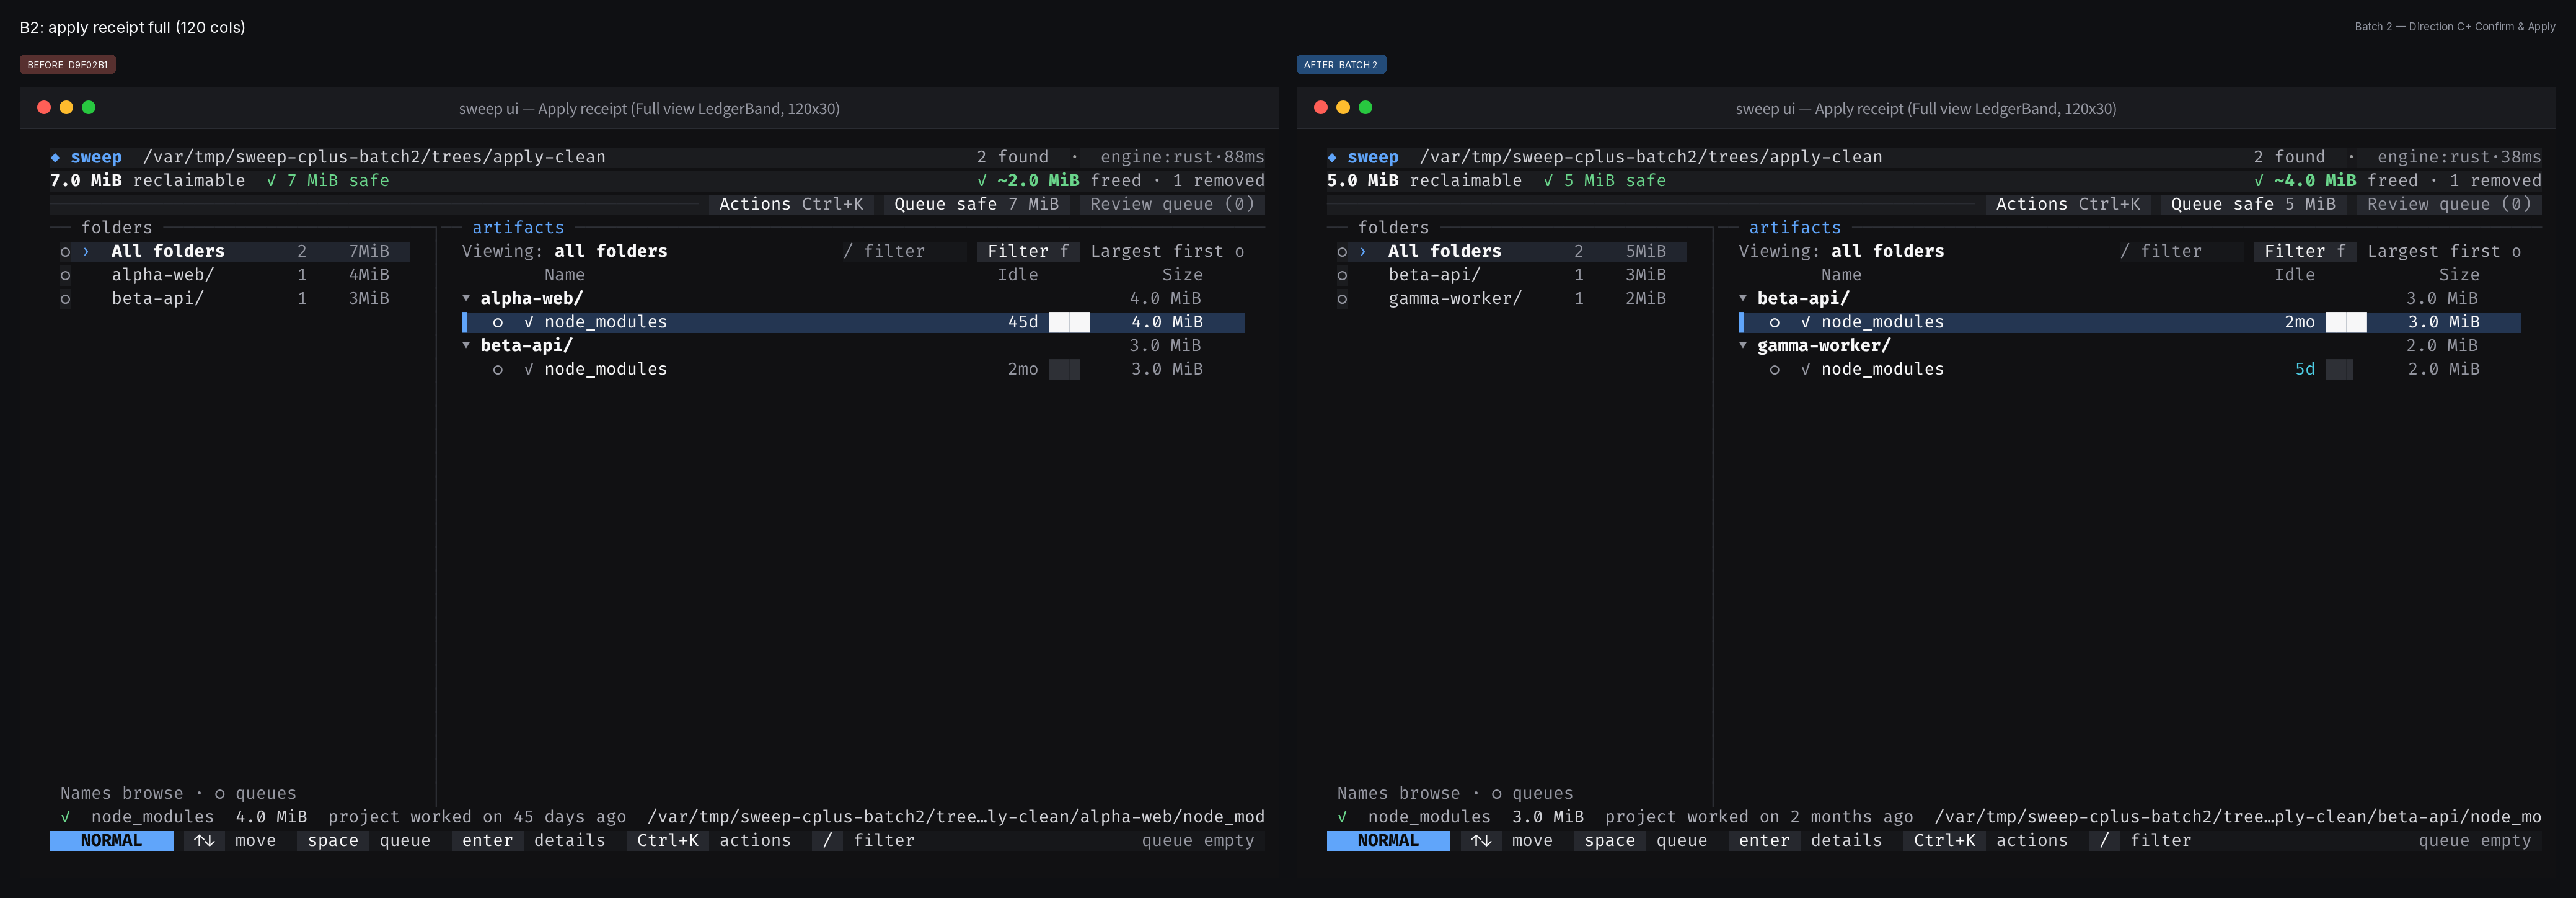 B2: apply receipt full (120 cols)
Batch 2 — Direction C+ Confirm & Apply
BEFORE D9F02B1
sweep ui — Apply receipt (Full view LedgerBand, 120x30)
◆ sweep /var/tmp/sweep-cplus-batch2/trees/apply-clean 2 found · engine:rust·88ms
7.0 MiB reclaimable √ 7 MiB safe √ ~2.0 MiB freed · 1 removed
Actions Ctrl+K Queue safe 7 MiB Review queue (0)
folders
○ › All folders 2 7MiB
○ alpha-web/ 1 4MiB
○ beta-api/ 1 3MiB
artifacts
Viewing: all folders / filter Filter f Largest first o
Name Idle Size
▾ alpha-web/ 4.0 MiB
○ √ node_modules 45d 4.0 MiB
▾ beta-api/ 3.0 MiB
○ √ node_modules 2mo 3.0 MiB
Names browse · ○ queues
√ node_modules 4.0 MiB project worked on 45 days ago /var/tmp/sweep-cplus-batch2/tree…ly-clean/alpha-web/node_mod
NORMAL ↑↓ move space queue enter details Ctrl+K actions / filter queue empty
AFTER BATCH 2
sweep ui — Apply receipt (Full view LedgerBand, 120x30)
◆ sweep /var/tmp/sweep-cplus-batch2/trees/apply-clean 2 found · engine:rust·38ms
5.0 MiB reclaimable √ 5 MiB safe √ ~4.0 MiB freed · 1 removed
Actions Ctrl+K Queue safe 5 MiB Review queue (0)
folders
○ › All folders 2 5MiB
○ beta-api/ 1 3MiB
○ gamma-worker/ 1 2MiB
artifacts
Viewing: all folders / filter Filter f Largest first o
Name Idle Size
▾ beta-api/ 3.0 MiB
○ √ node_modules 2mo 3.0 MiB
▾ gamma-worker/ 2.0 MiB
○ √ node_modules 5d 2.0 MiB
Names browse · ○ queues
√ node_modules 3.0 MiB project worked on 2 months ago /var/tmp/sweep-cplus-batch2/tree…ply-clean/beta-api/node_mo
NORMAL ↑↓ move space queue enter details Ctrl+K actions / filter queue empty